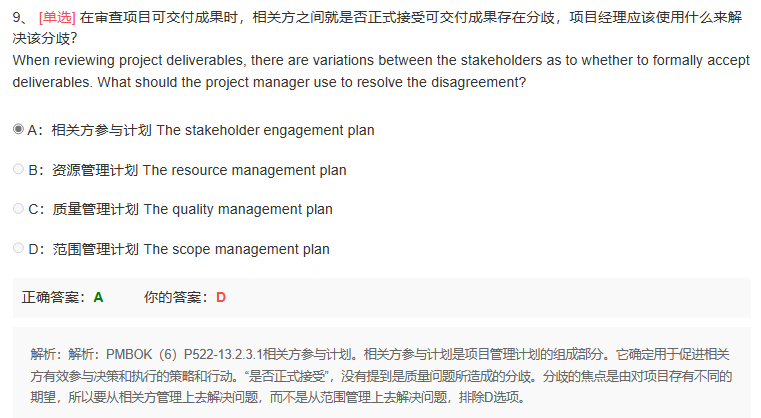 9、 [单选] 在审查项目可交付成果时，相关方之间就是否正式接受可交付成果存在分歧，项目经理应该使用什么来解
决该分歧？
When reviewing project deliverables, there are variations between the stakeholders as to whether to formally accept
deliverables. What should the project manager use to resolve the disagreement?
A：相关方参与计划 The stakeholder engagement plan
B：资源管理计划 The resource management plan
C：质量管理计划 The quality management plan
D：范围管理计划 The scope management plan
正确答案：A 你的答案：D
解析：解析：PMBOK（6）P522-13.2.3.1相关方参与计划。相关方参与计划是项目管理计划的组成部分。它确定用于促进相关
方有效参与决策和执行的策略和行动。“是否正式接受”，没有提到是质量问题所造成的分歧。分歧的焦点是由对项目存有不同的
期望，所以要从相关方管理上去解决问题，而不是从范围管理上去解决问题，排除D选项。